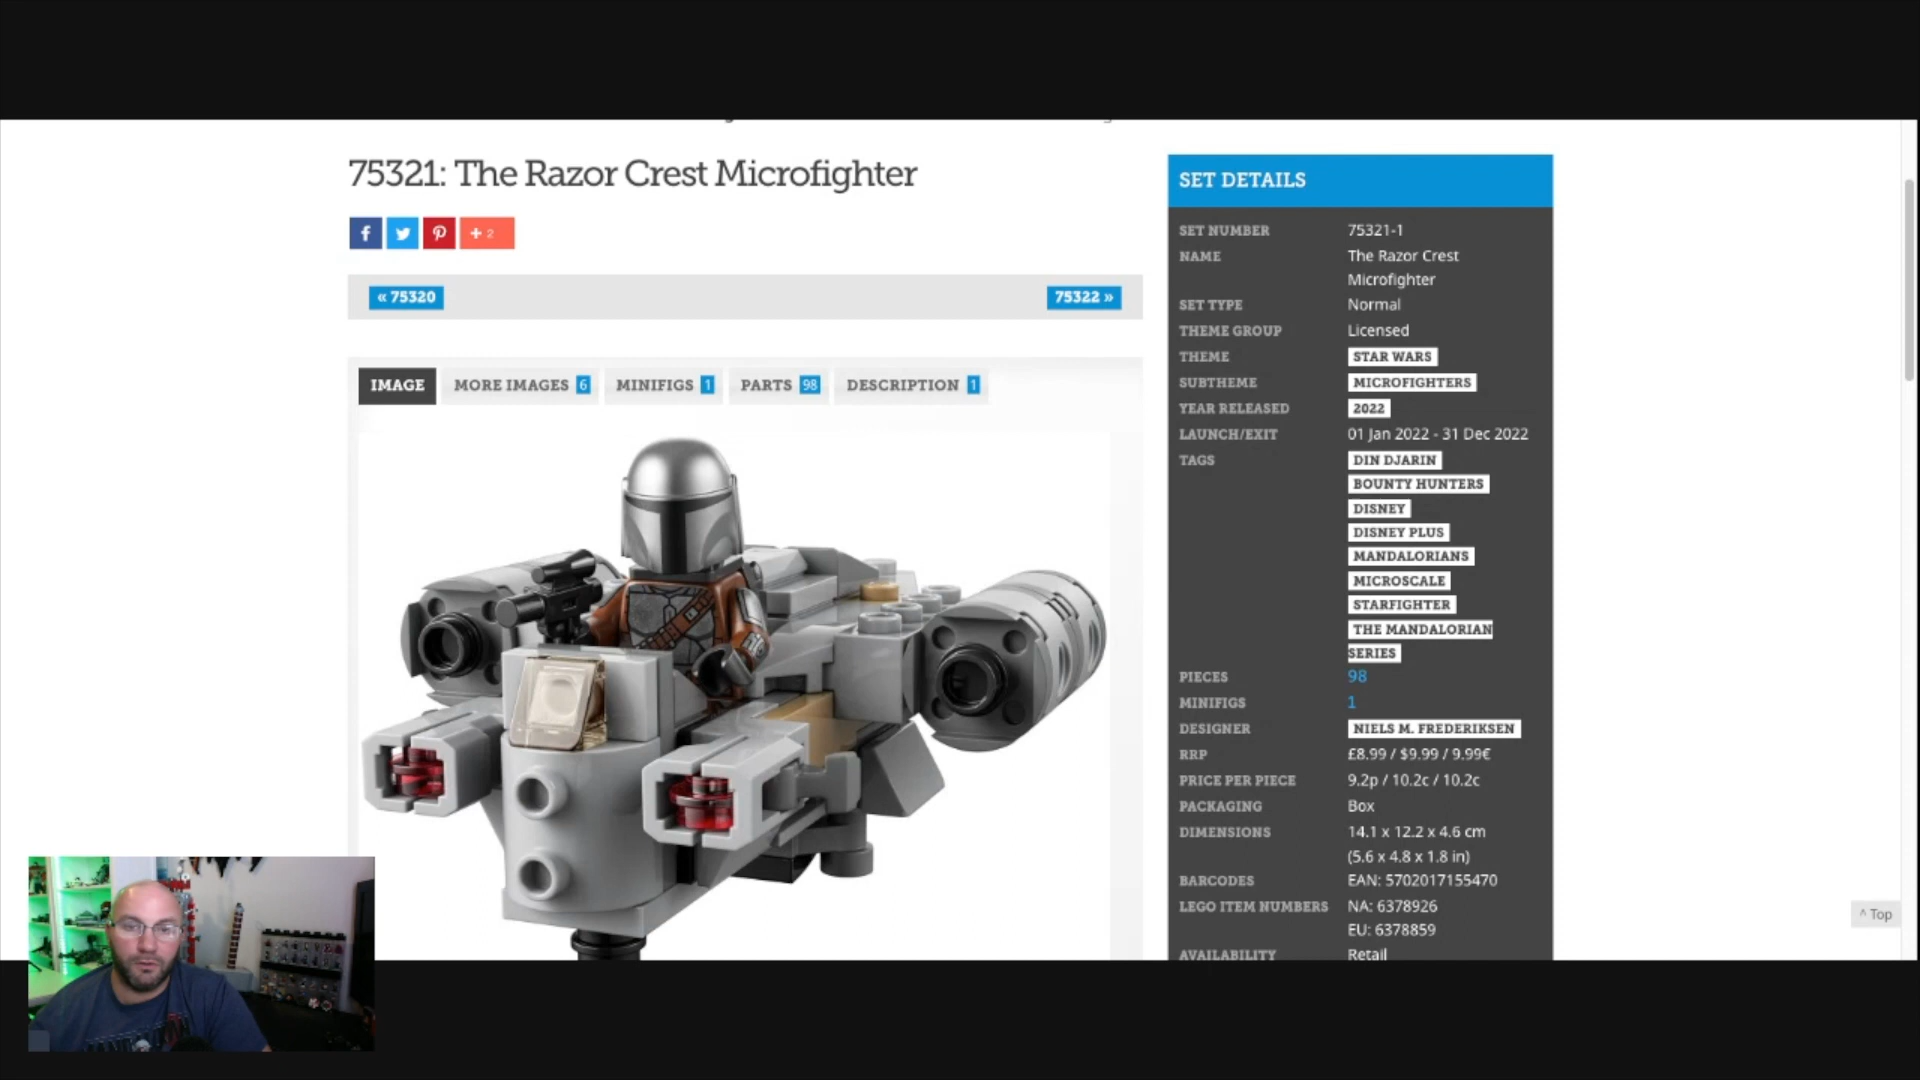 75321: The Razor Crest Microfighter
+ 2
« 75320
75322 »
IMAGE
MORE IMAGES 6
MINIFIGS 1
PARTS 98
DESCRIPTION 1
SET DETAILS
SET NUMBER 75321-1
NAME The Razor Crest
Microfighter
SET TYPE Normal
THEME GROUP Licensed
THEME STAR WARS
SUBTHEME MICROFIGHTERS
YEAR RELEASED 2022
LAUNCH/EXIT 01 Jan 2022 - 31 Dec 2022
TAGS DIN DJARIN
BOUNTY HUNTERS
DISNEY
DISNEY PLUS
MANDALORIANS
MICROSCALE
STARFIGHTER
THE MANDALORIAN
SERIES
PIECES 98
MINIFIGS 1
DESIGNER NIELS M. FREDERIKSEN
RRP £8.99 / $9.99 / 9.99€
PRICE PER PIECE 9.2p / 10.2c / 10.2c
PACKAGING Box
DIMENSIONS 14.1 x 12.2 x 4.6 cm
(5.6 x 4.8 x 1.8 in)
BARCODES EAN: 5702017155470
LEGO ITEM NUMBERS NA: 6378926
EU: 6378859
AVAILABILITY Retail
^ Top